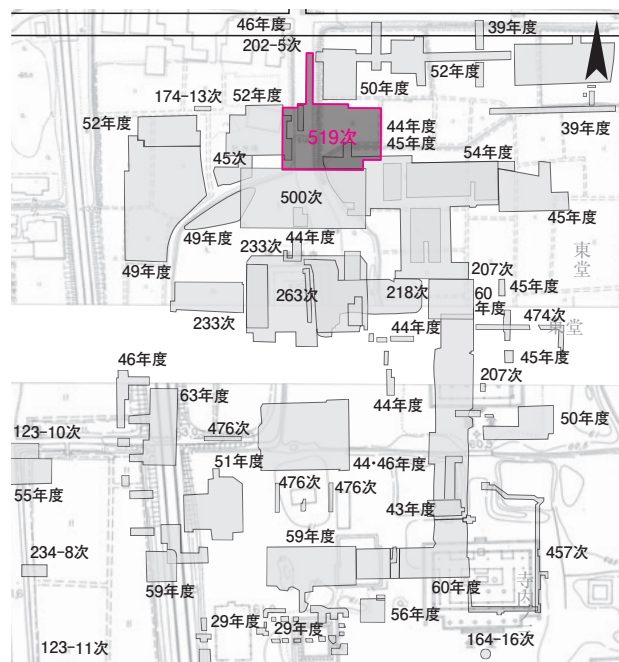 46年度
202-5次
39年度
50年度
52年度
174-13次
52年度
52年度
519次
44年度
45年度
39年度
45次
54年度
500次
49年度
44年度
45年度
東堂
49年度
233次
263次
218次
207次
60年度
45年度
474次
東堂
233次
44年度
45年度
46年度
207次
44年度
63年度
50年度
123-10次
476次
60.6
51年度
44・46年度
55年度
476次
476次
43年度
59年度
457次
234-8次
59年度
60年度
寺内
56年度
29年度
29年度
123-11次
164-16次